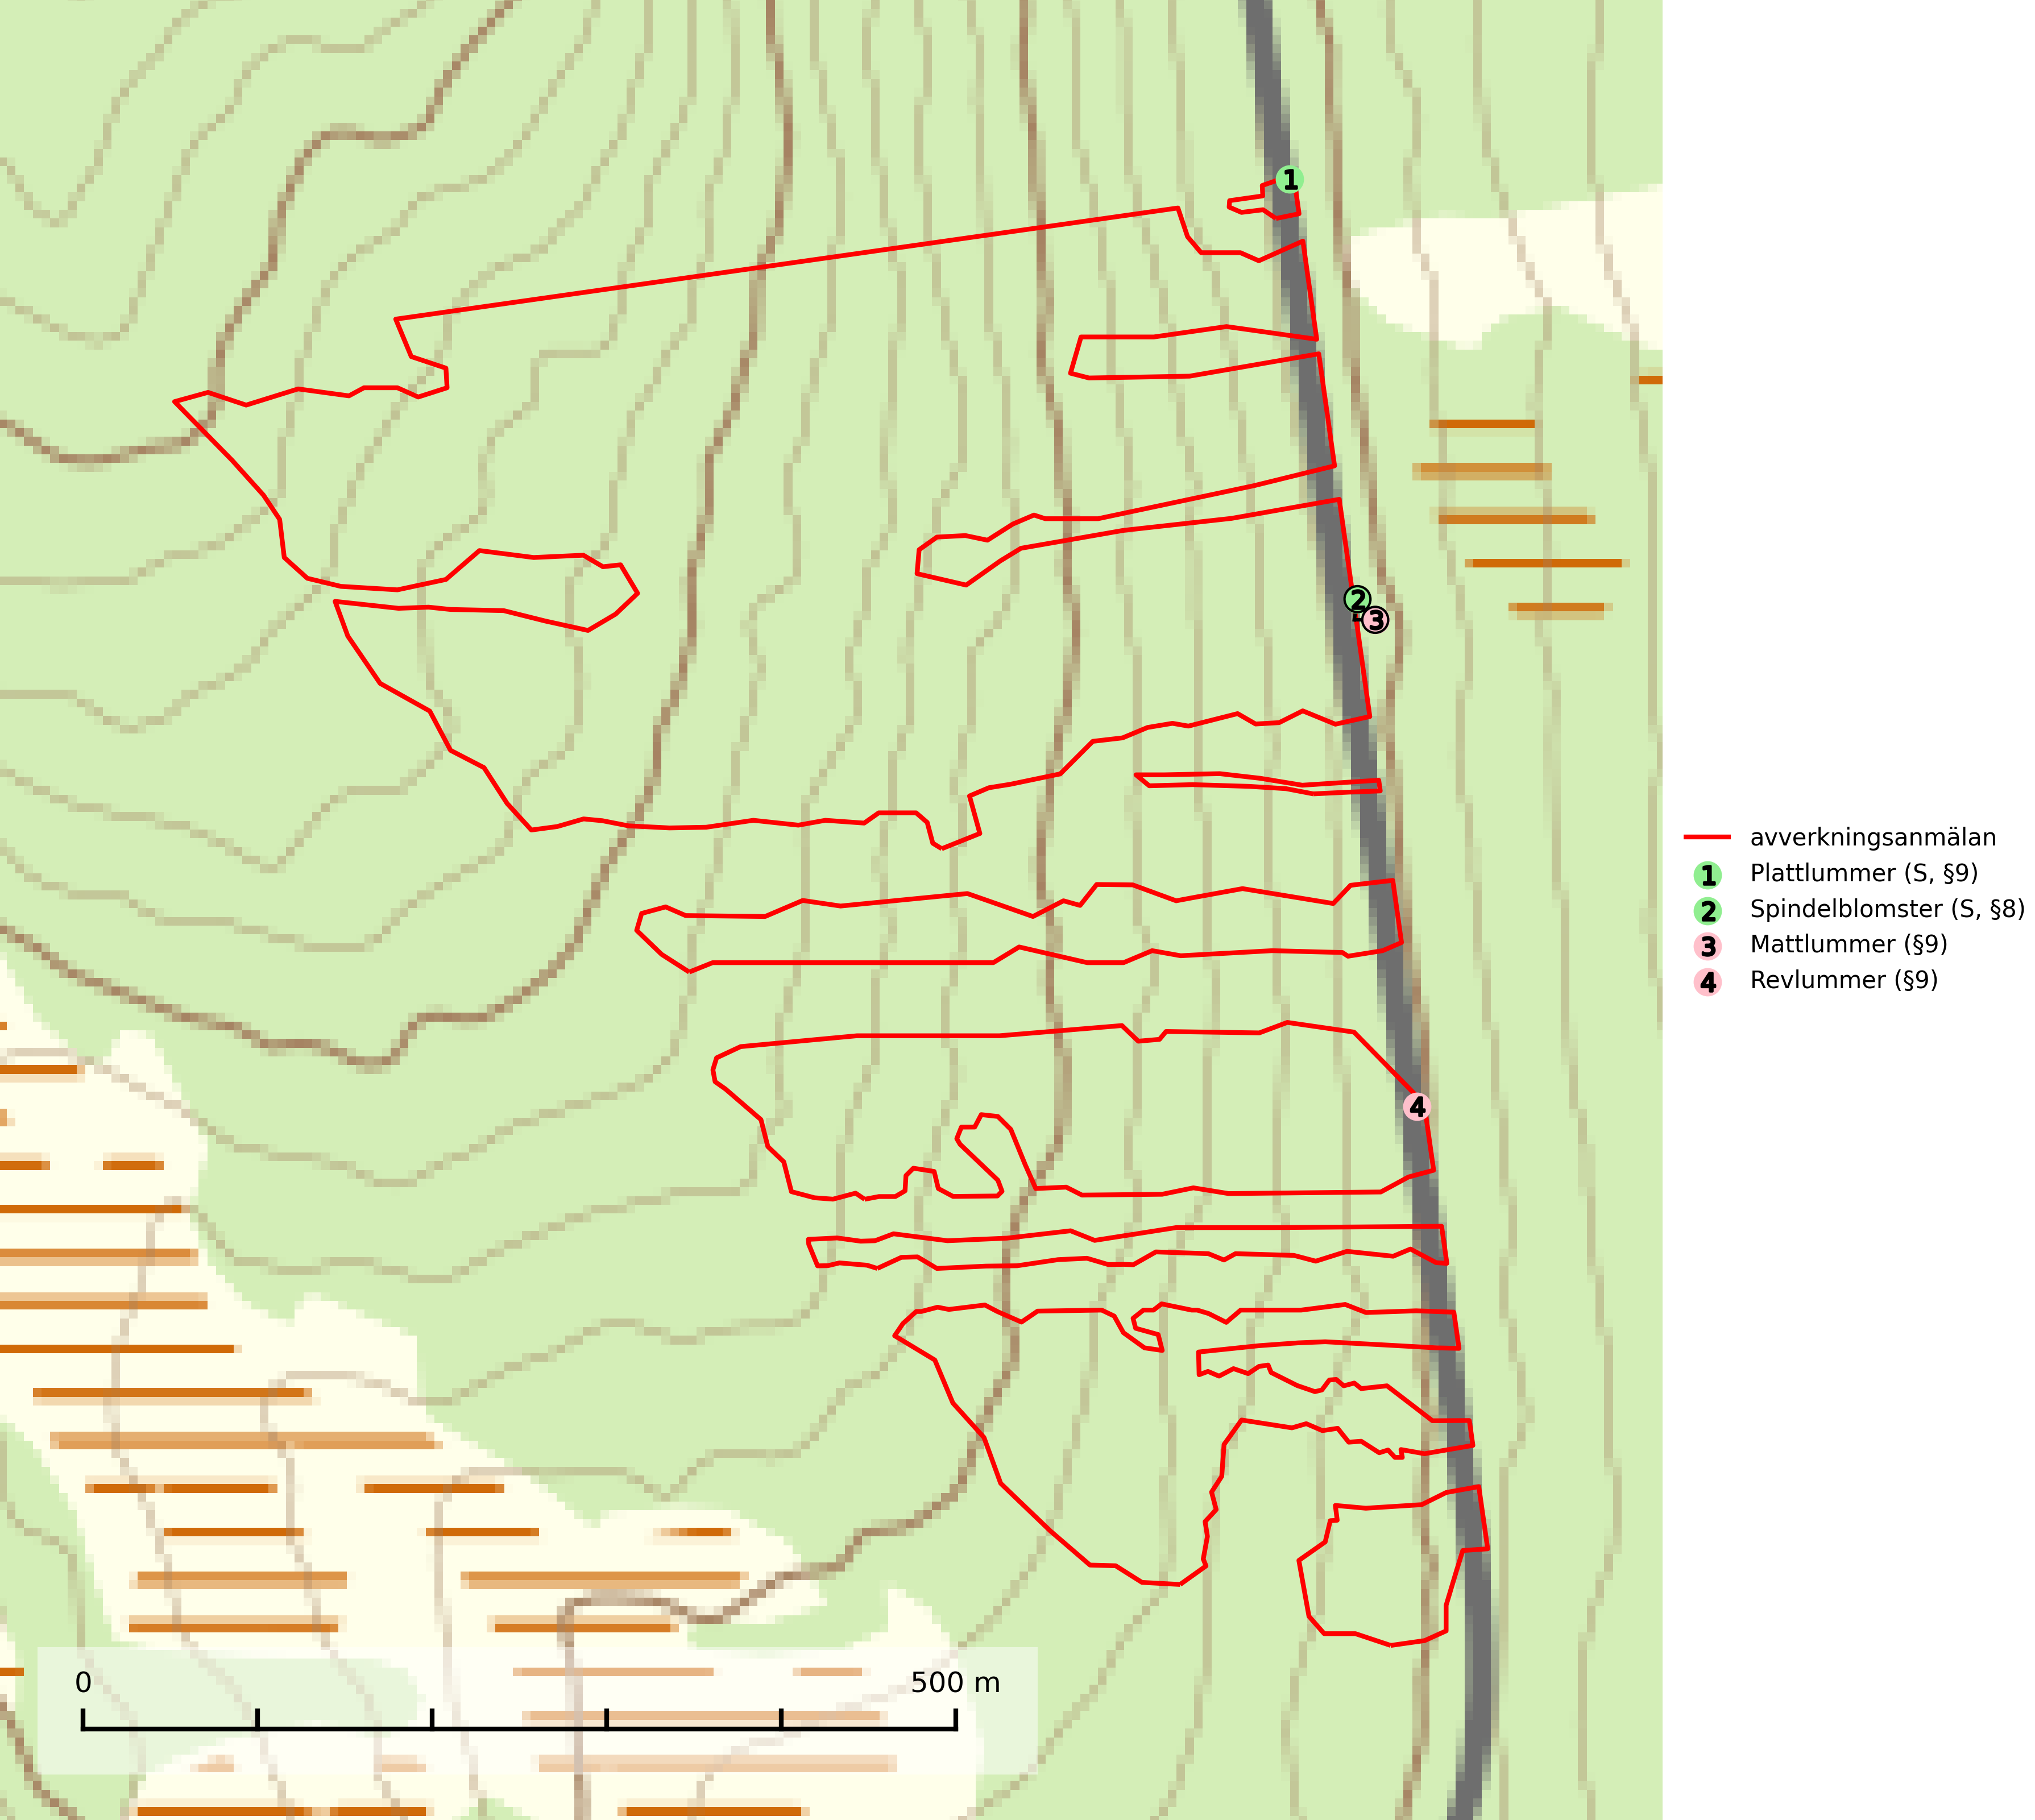 1
2
3
4
avverkningsanmälan
1 Plattlummer (S, §9)
2 Spindelblomster (S, §8)
3 Mattlummer (§9)
4 Revlummer (§9)
0 500 m